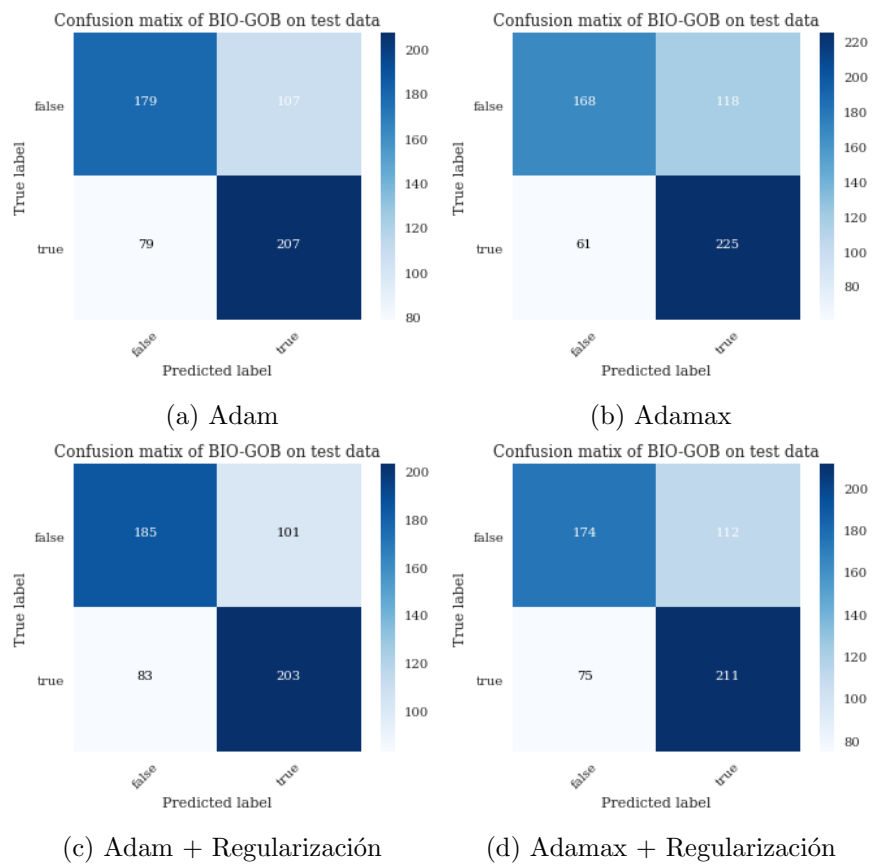 Confusion matix of BIO-GOB on test data
200
179
107
false
180
160
True label
140
79
207
true
120
100
80
false
true
Predicted label
(a) Adam
Confusion matix of BIO-GOB on test data
220
168
118
false
200
180
160
True label
140
61
225
true
120
100
80
false
true
Predicted label
(b) Adamax
Confusion matix of BIO-GOB on test data
200
185
101
false
180
160
True label
140
83
203
true
120
100
false
true
Predicted label
(c) Adam + Regularización
Confusion matix of BIO-GOB on test data
200
174
112
false
180
160
True label
140
75
211
true
120
100
80
false
true
Predicted label
(d) Adamax + Regularización